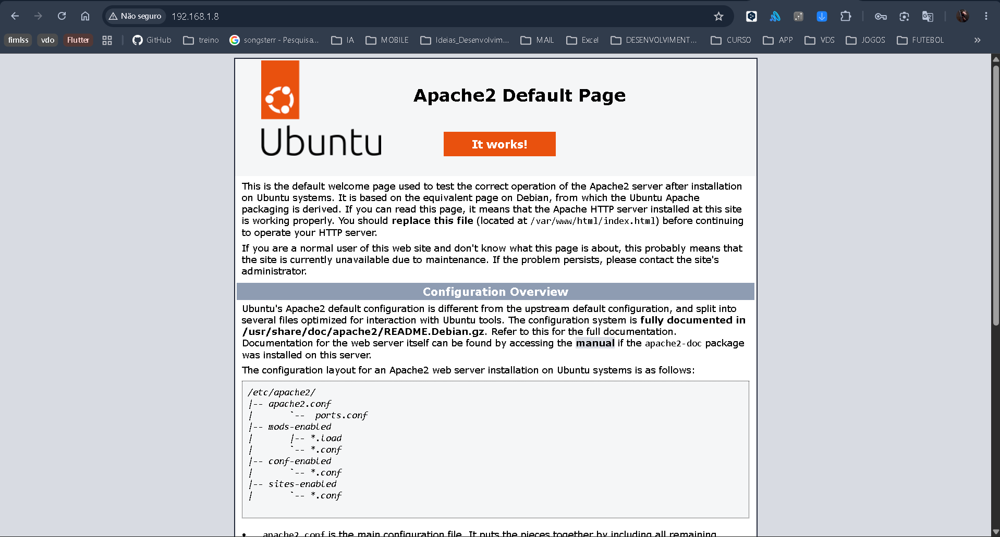 Não seguro 192.168.1.8
fimlss vdo Flutter GitHub treino songsterr - Pesquisa... IA MOBILE Ideias_Desenvolvim... MAIL Excel DESENVOLVIMENT... CURSO APP VDS JOGOS FUTEBOL »
Apache2 Default Page
Ubuntu
It works!
This is the default welcome page used to test the correct operation of the Apache2 server after installation
on Ubuntu systems. It is based on the equivalent page on Debian, from which the Ubuntu Apache
packaging is derived. If you can read this page, it means that the Apache HTTP server installed at this site
is working properly. You should replace this file (located at /var/www/html/index.html) before continuing
to operate your HTTP server.
If you are a normal user of this web site and don't know what this page is about, this probably means that
the site is currently unavailable due to maintenance. If the problem persists, please contact the site's
administrator.
Configuration Overview
Ubuntu's Apache2 default configuration is different from the upstream default configuration, and split into
several files optimized for interaction with Ubuntu tools. The configuration system is fully documented in
/usr/share/doc/apache2/README.Debian.gz. Refer to this for the full documentation.
Documentation for the web server itself can be found by accessing the manual if the apache2-doc package
was installed on this server.
The configuration layout for an Apache2 web server installation on Ubuntu systems is as follows:
/etc/apache2/
|-- apache2.conf
|       `--  ports.conf
|-- mods-enabled
|       |-- *.load
|       `-- *.conf
|-- conf-enabled
|       `-- *.conf
|-- sites-enabled
|       `-- *.conf
• apache2.conf is the main configuration file. It puts the pieces together by including all remaining